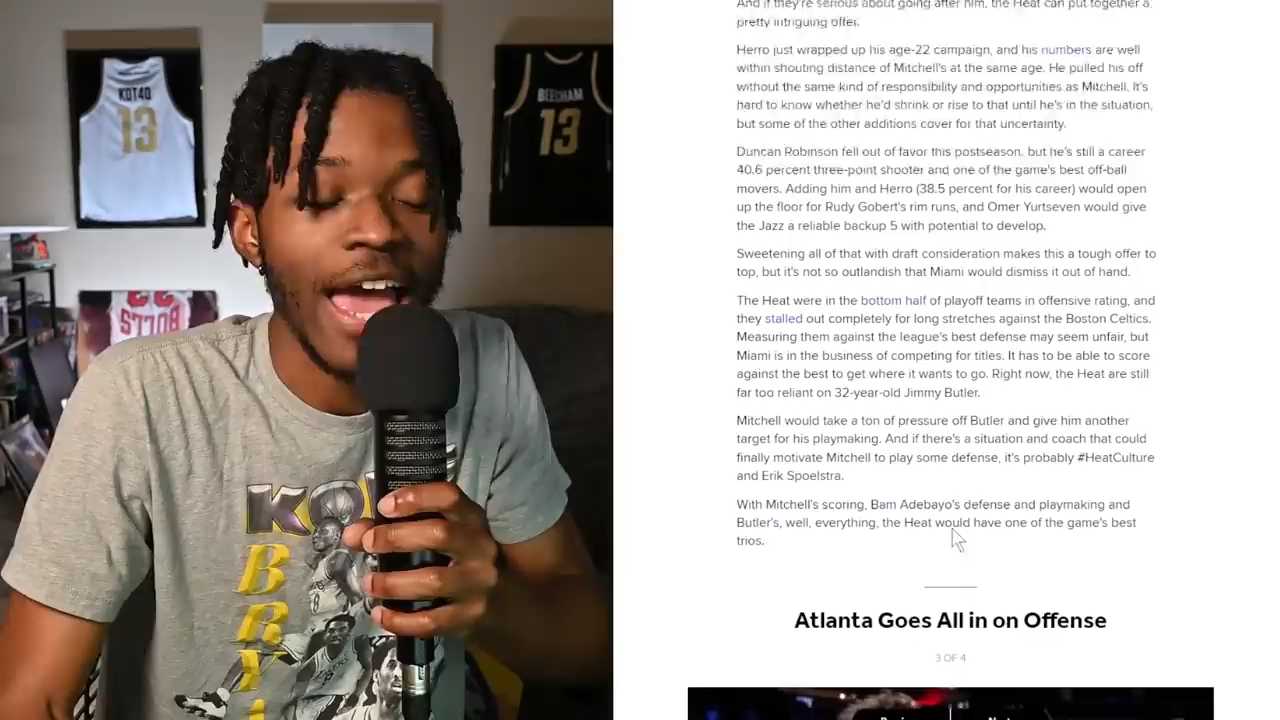 KOT4Q
13
BEECHAM
13
BULLS
23
KOBE
BRYA
And if they're serious about going after him, the Heat can put together a
pretty intriguing offer.
Herro just wrapped up his age-22 campaign, and his numbers are well
within shouting distance of Mitchell's at the same age. He pulled his off
without the same kind of responsibility and opportunities as Mitchell. It's
hard to know whether he'd shrink or rise to that until he's in the situation,
but some of the other additions cover for that uncertainty.
Duncan Robinson fell out of favor this postseason, but he's still a career
40.6 percent three-point shooter and one of the game's best off-ball
movers. Adding him and Herro (38.5 percent for his career) would open
up the floor for Rudy Gobert's rim runs, and Omer Yurtseven would give
the Jazz a reliable backup 5 with potential to develop.
Sweetening all of that with draft consideration makes this a tough offer to
top, but it's not so outlandish that Miami would dismiss it out of hand.
The Heat were in the bottom half of playoff teams in offensive rating, and
they stalled out completely for long stretches against the Boston Celtics.
Measuring them against the league's best defense may seem unfair, but
Miami is in the business of competing for titles. It has to be able to score
against the best to get where it wants to go. Right now, the Heat are still
far too reliant on 32-year-old Jimmy Butler.
Mitchell would take a ton of pressure off Butler and give him another
target for his playmaking. And if there's a situation and coach that could
finally motivate Mitchell to play some defense, it's probably #HeatCulture
and Erik Spoelstra.
With Mitchell's scoring, Bam Adebayo's defense and playmaking and
Butler's, well, everything, the Heat would have one of the game's best
trios.
Atlanta Goes All in on Offense
3 OF 4